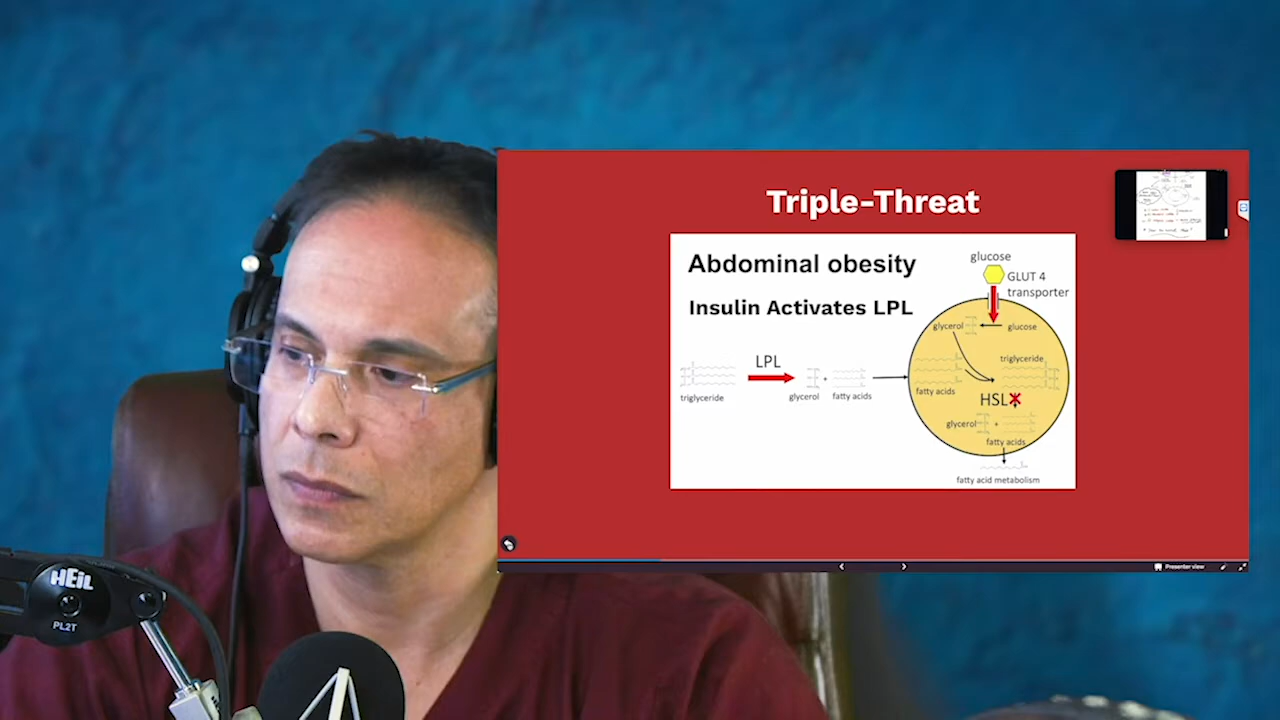 Triple-Threat
Abdominal obesity
Insulin Activates LPL
glucose
GLUT 4
transporter
glycerol
glucose
LPL
triglyceride
triglyceride
glycerol
+
fatty acids
fatty acids
HSL
glycerol
+
fatty acids
fatty acid metabolism
Presenter view
HEiL
PL2T